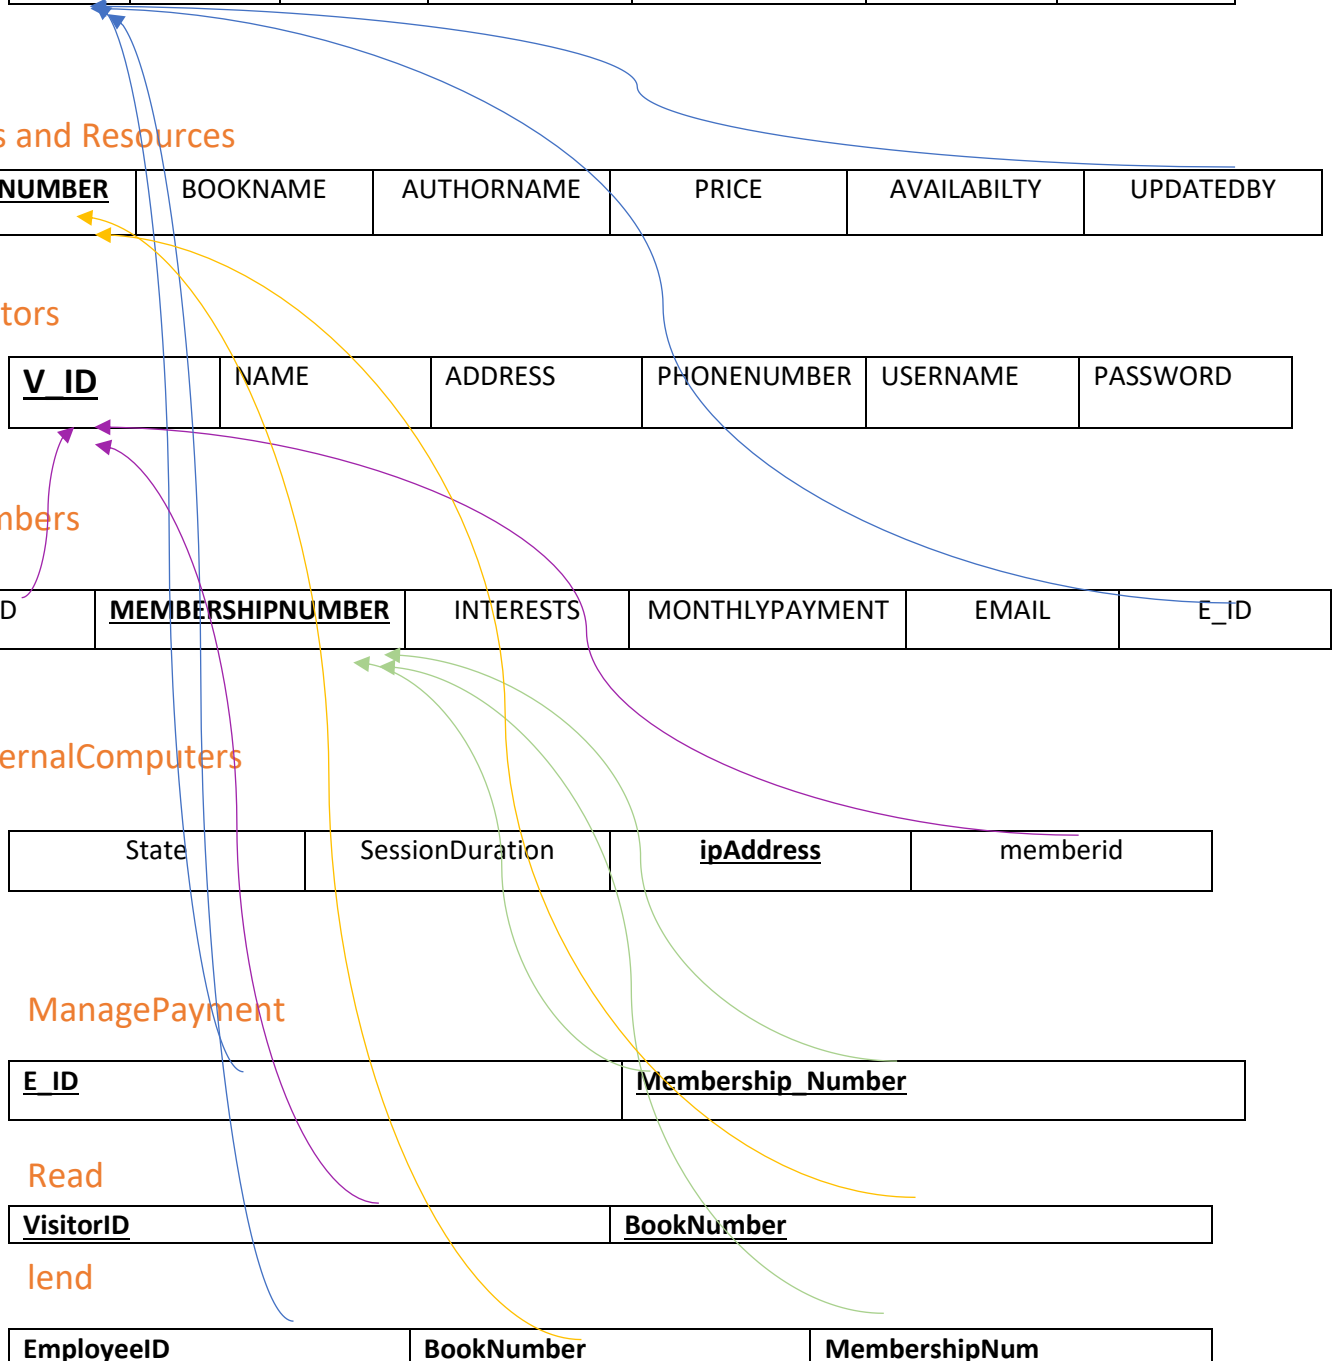 s and Resources
NUMBER BOOKNAME AUTHORNAME PRICE AVAILABILTY UPDATEDBY
tors
V_ID NAME ADDRESS PHONENUMBER USERNAME PASSWORD
mbers
D MEMBERSHIPNUMBER INTERESTS MONTHLYPAYMENT EMAIL E_ID
ernalComputers
State SessionDuration ipAddress memberid
ManagePayment
E_ID Membership_Number
Read
VisitorID BookNumber
lend
EmployeeID BookNumber MembershipNum